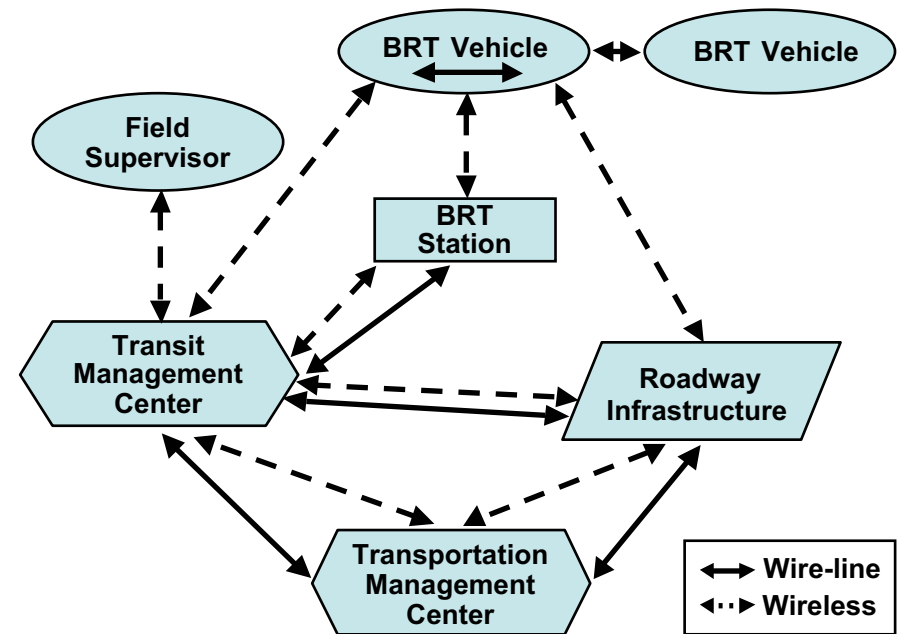 BRT Vehicle
BRT Vehicle
Field
Supervisor
BRT
Station
Transit
Management
Center
Roadway
Infrastructure
Transportation
Management
Center
Wire-line
Wireless